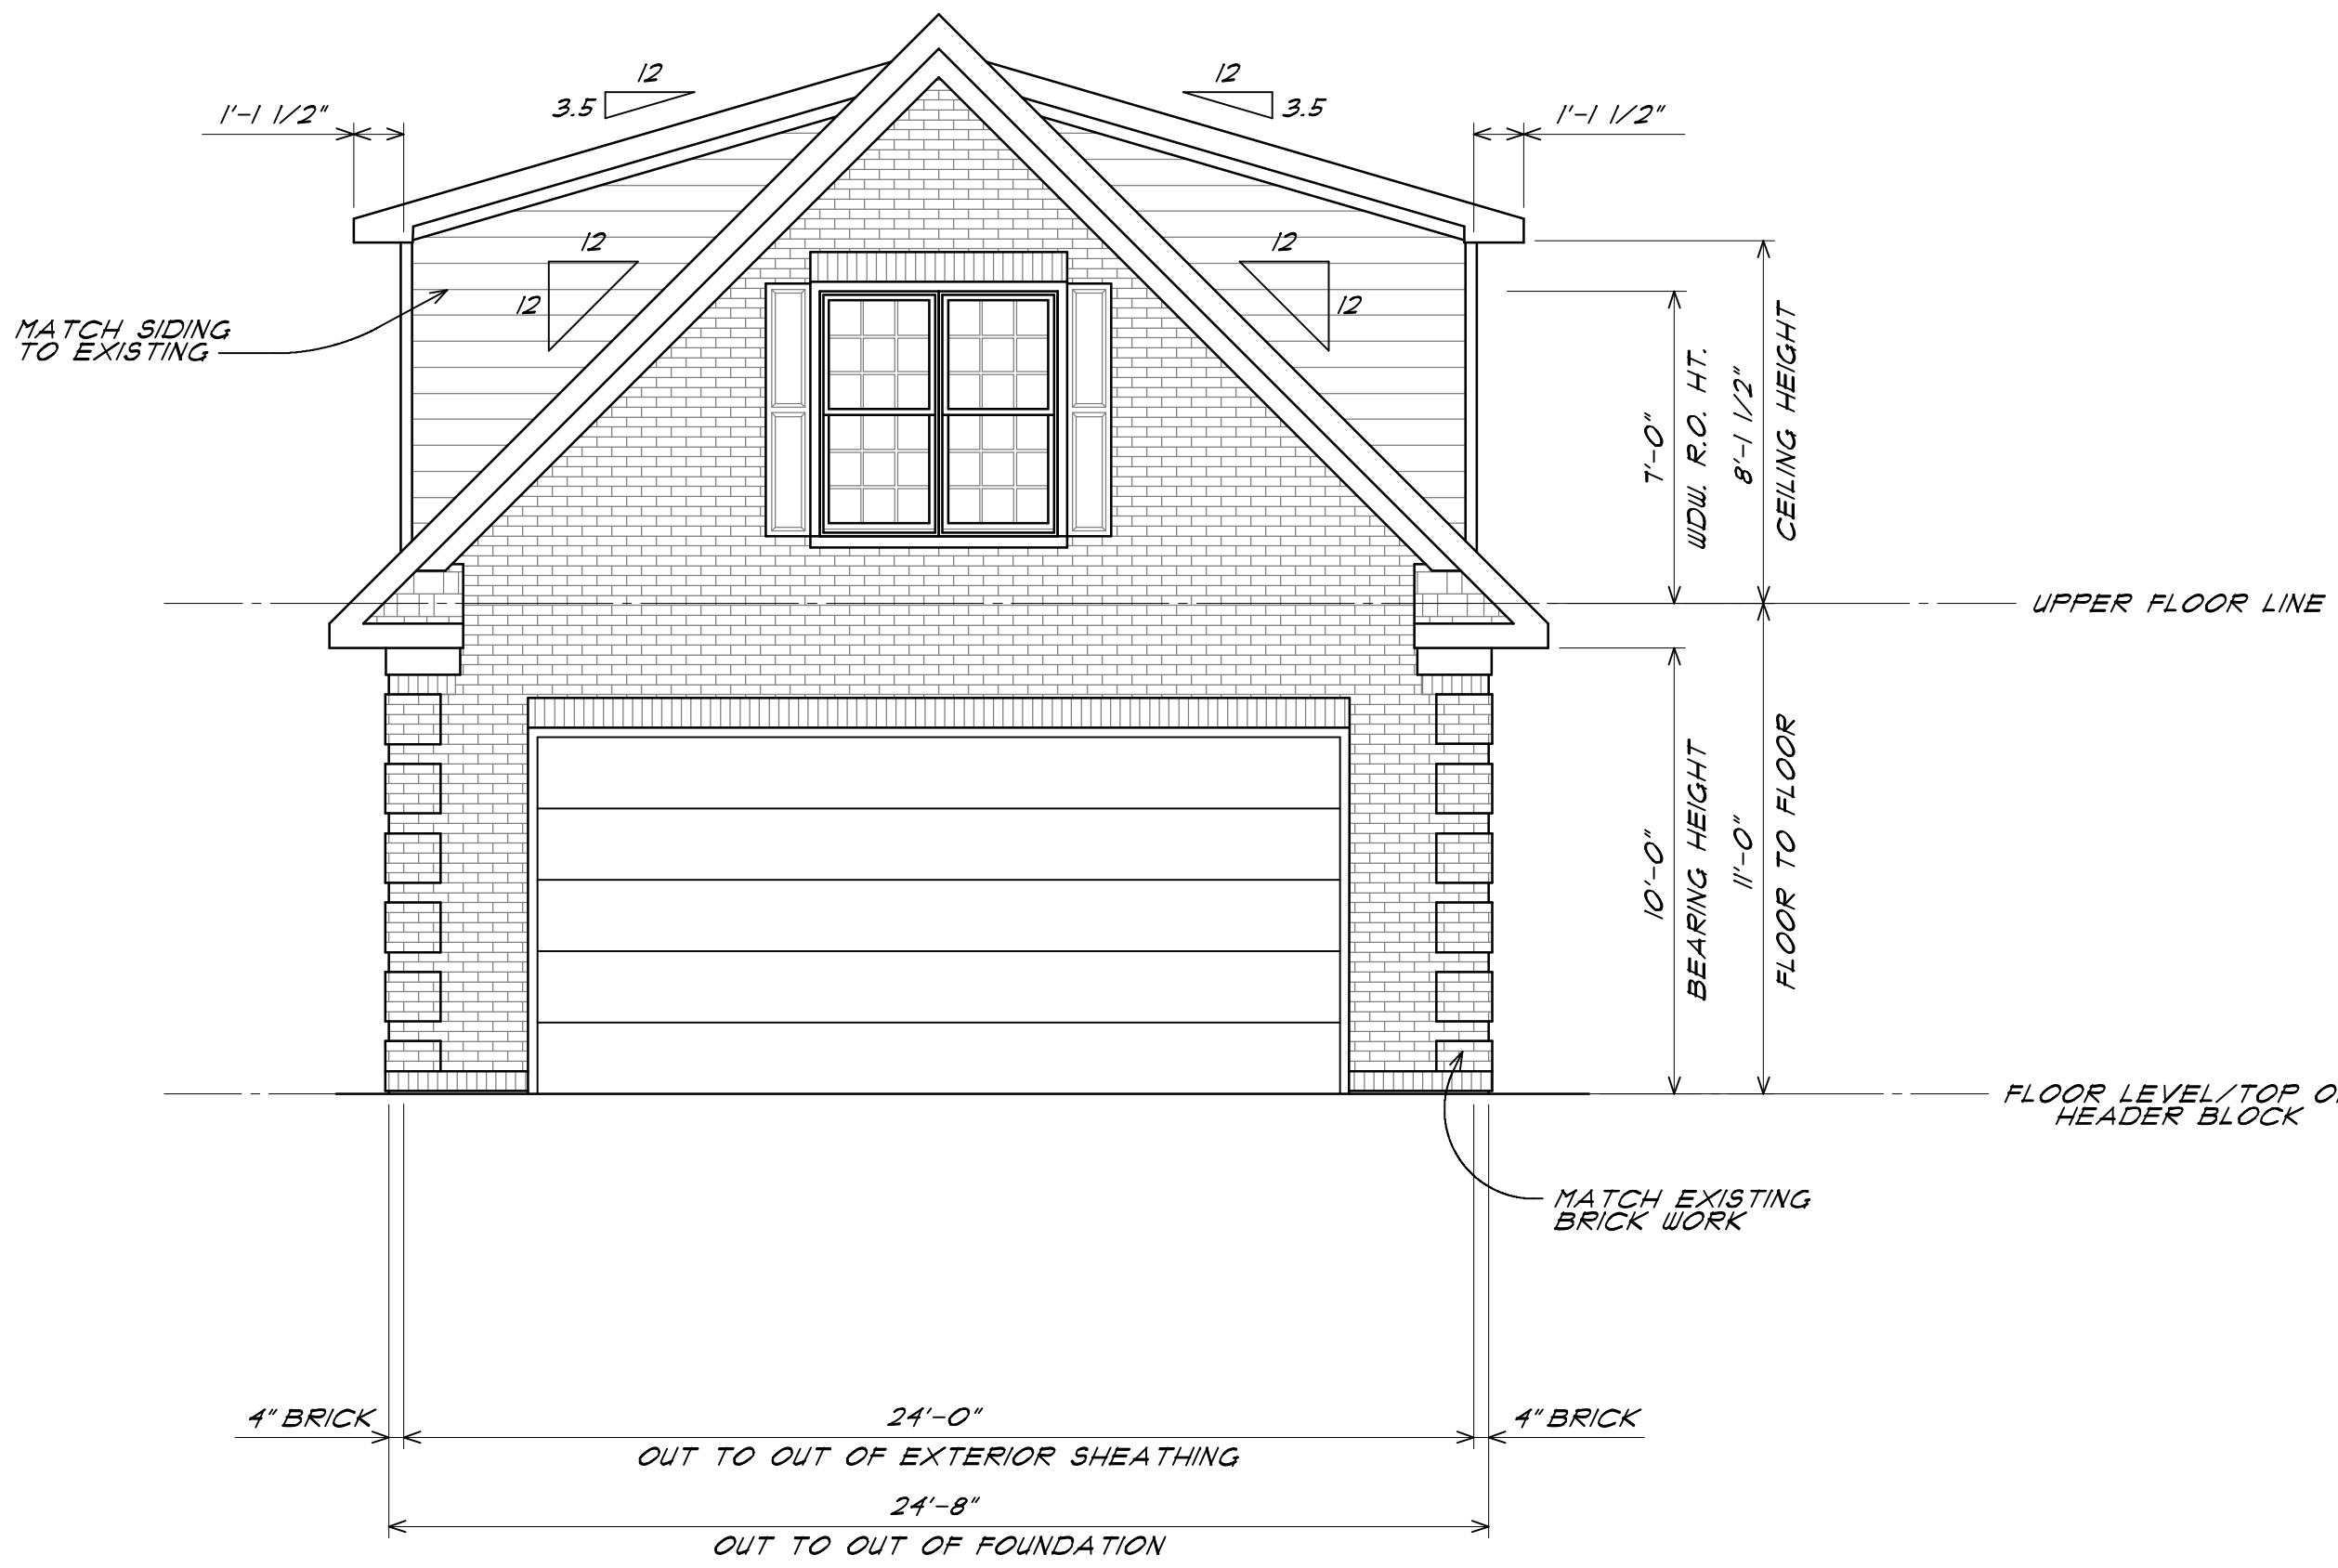 12
12
3.5
3.5
1'-1 1/2"
1'-1 1/2"
12
12
12
12
MATCH SIDING
TO EXISTING
7'-0"
WDW. R.O. HT.
8'-1 1/2"
CEILING HEIGHT
UPPER FLOOR LINE
10'-0"
BEARING HEIGHT
11'-0"
FLOOR TO FLOOR
FLOOR LEVEL/TOP O
HEADER BLOCK
MATCH EXISTING
BRICK WORK
4" BRICK
24'-0"
4" BRICK
OUT TO OUT OF EXTERIOR SHEATHING
24'-8"
OUT TO OUT OF FOUNDATION